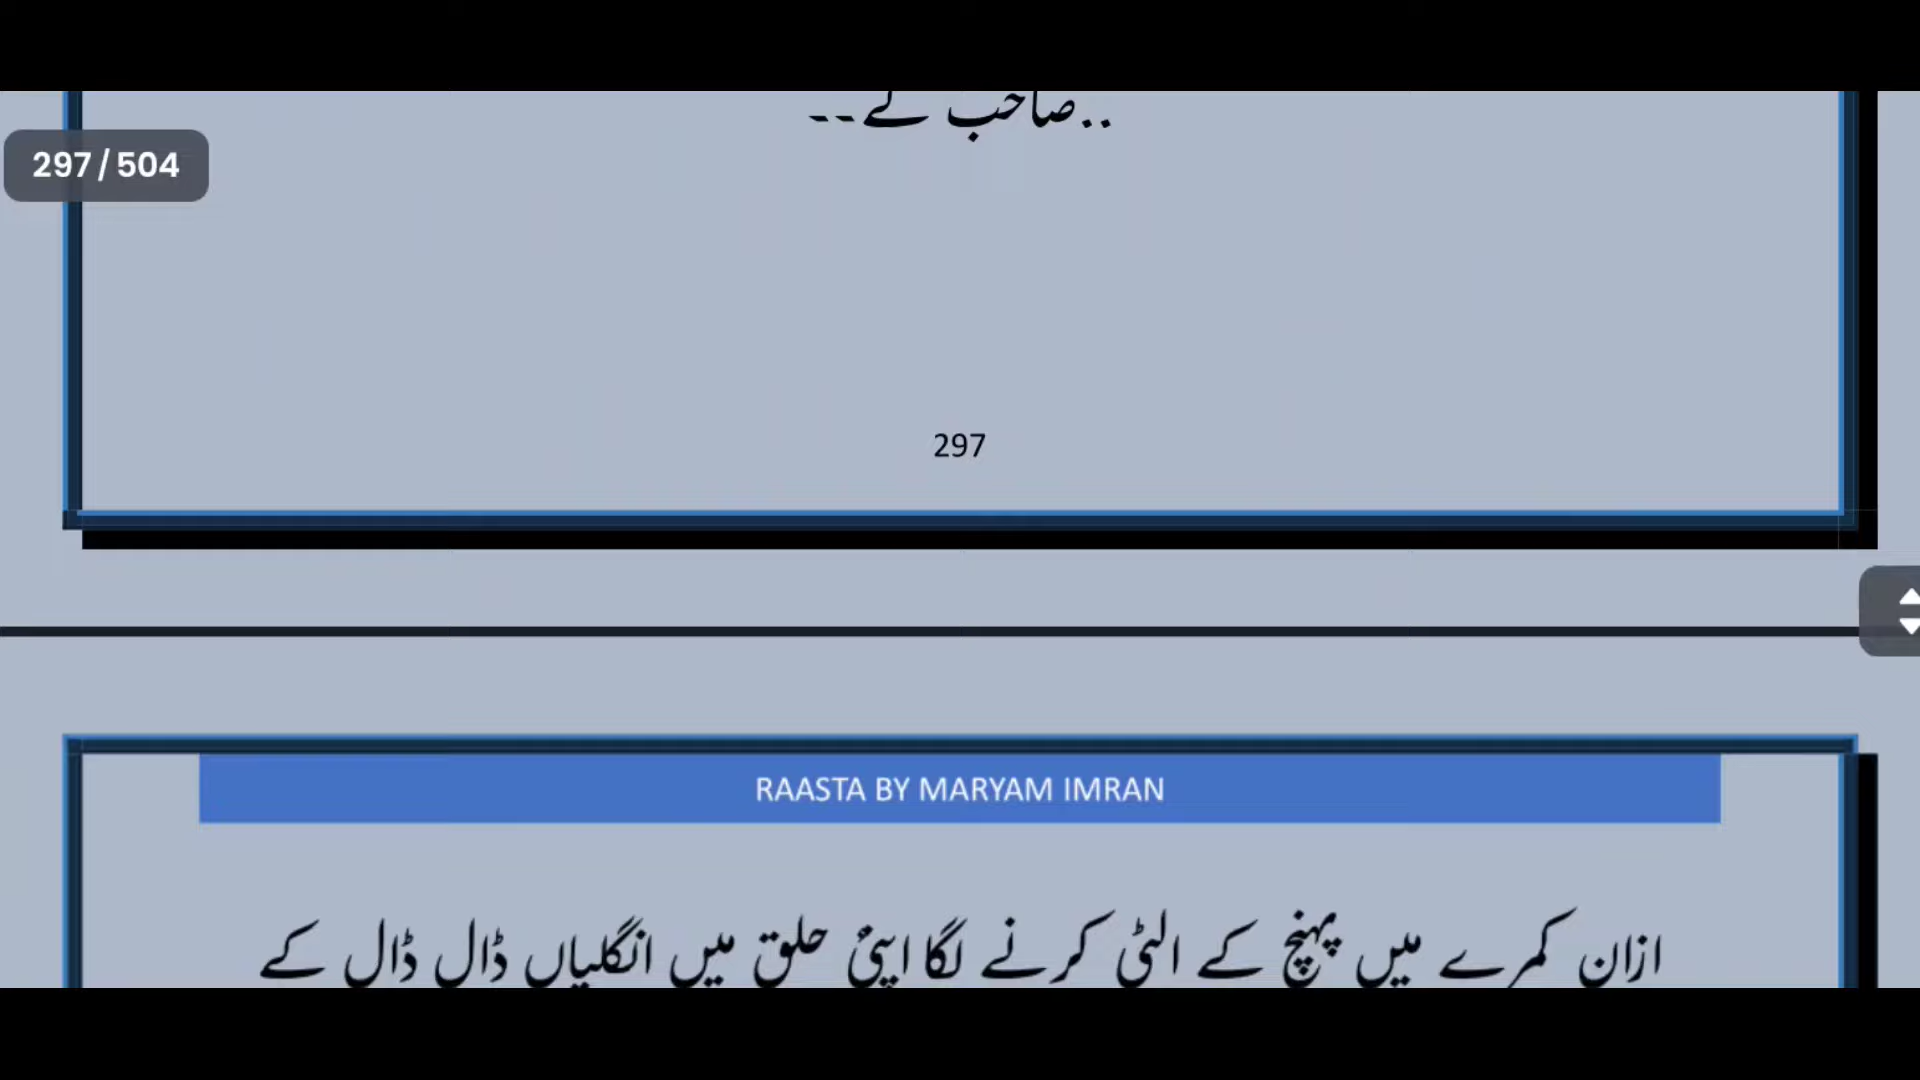 ..صاحب نے--
297/504
297
RAASTA BY MARYAM IMRAN
ازان کمرے میں پہنچ کے الٹی کرنے لگا اپنیٔ حلق میں انگلیاں ڈال ڈال کے